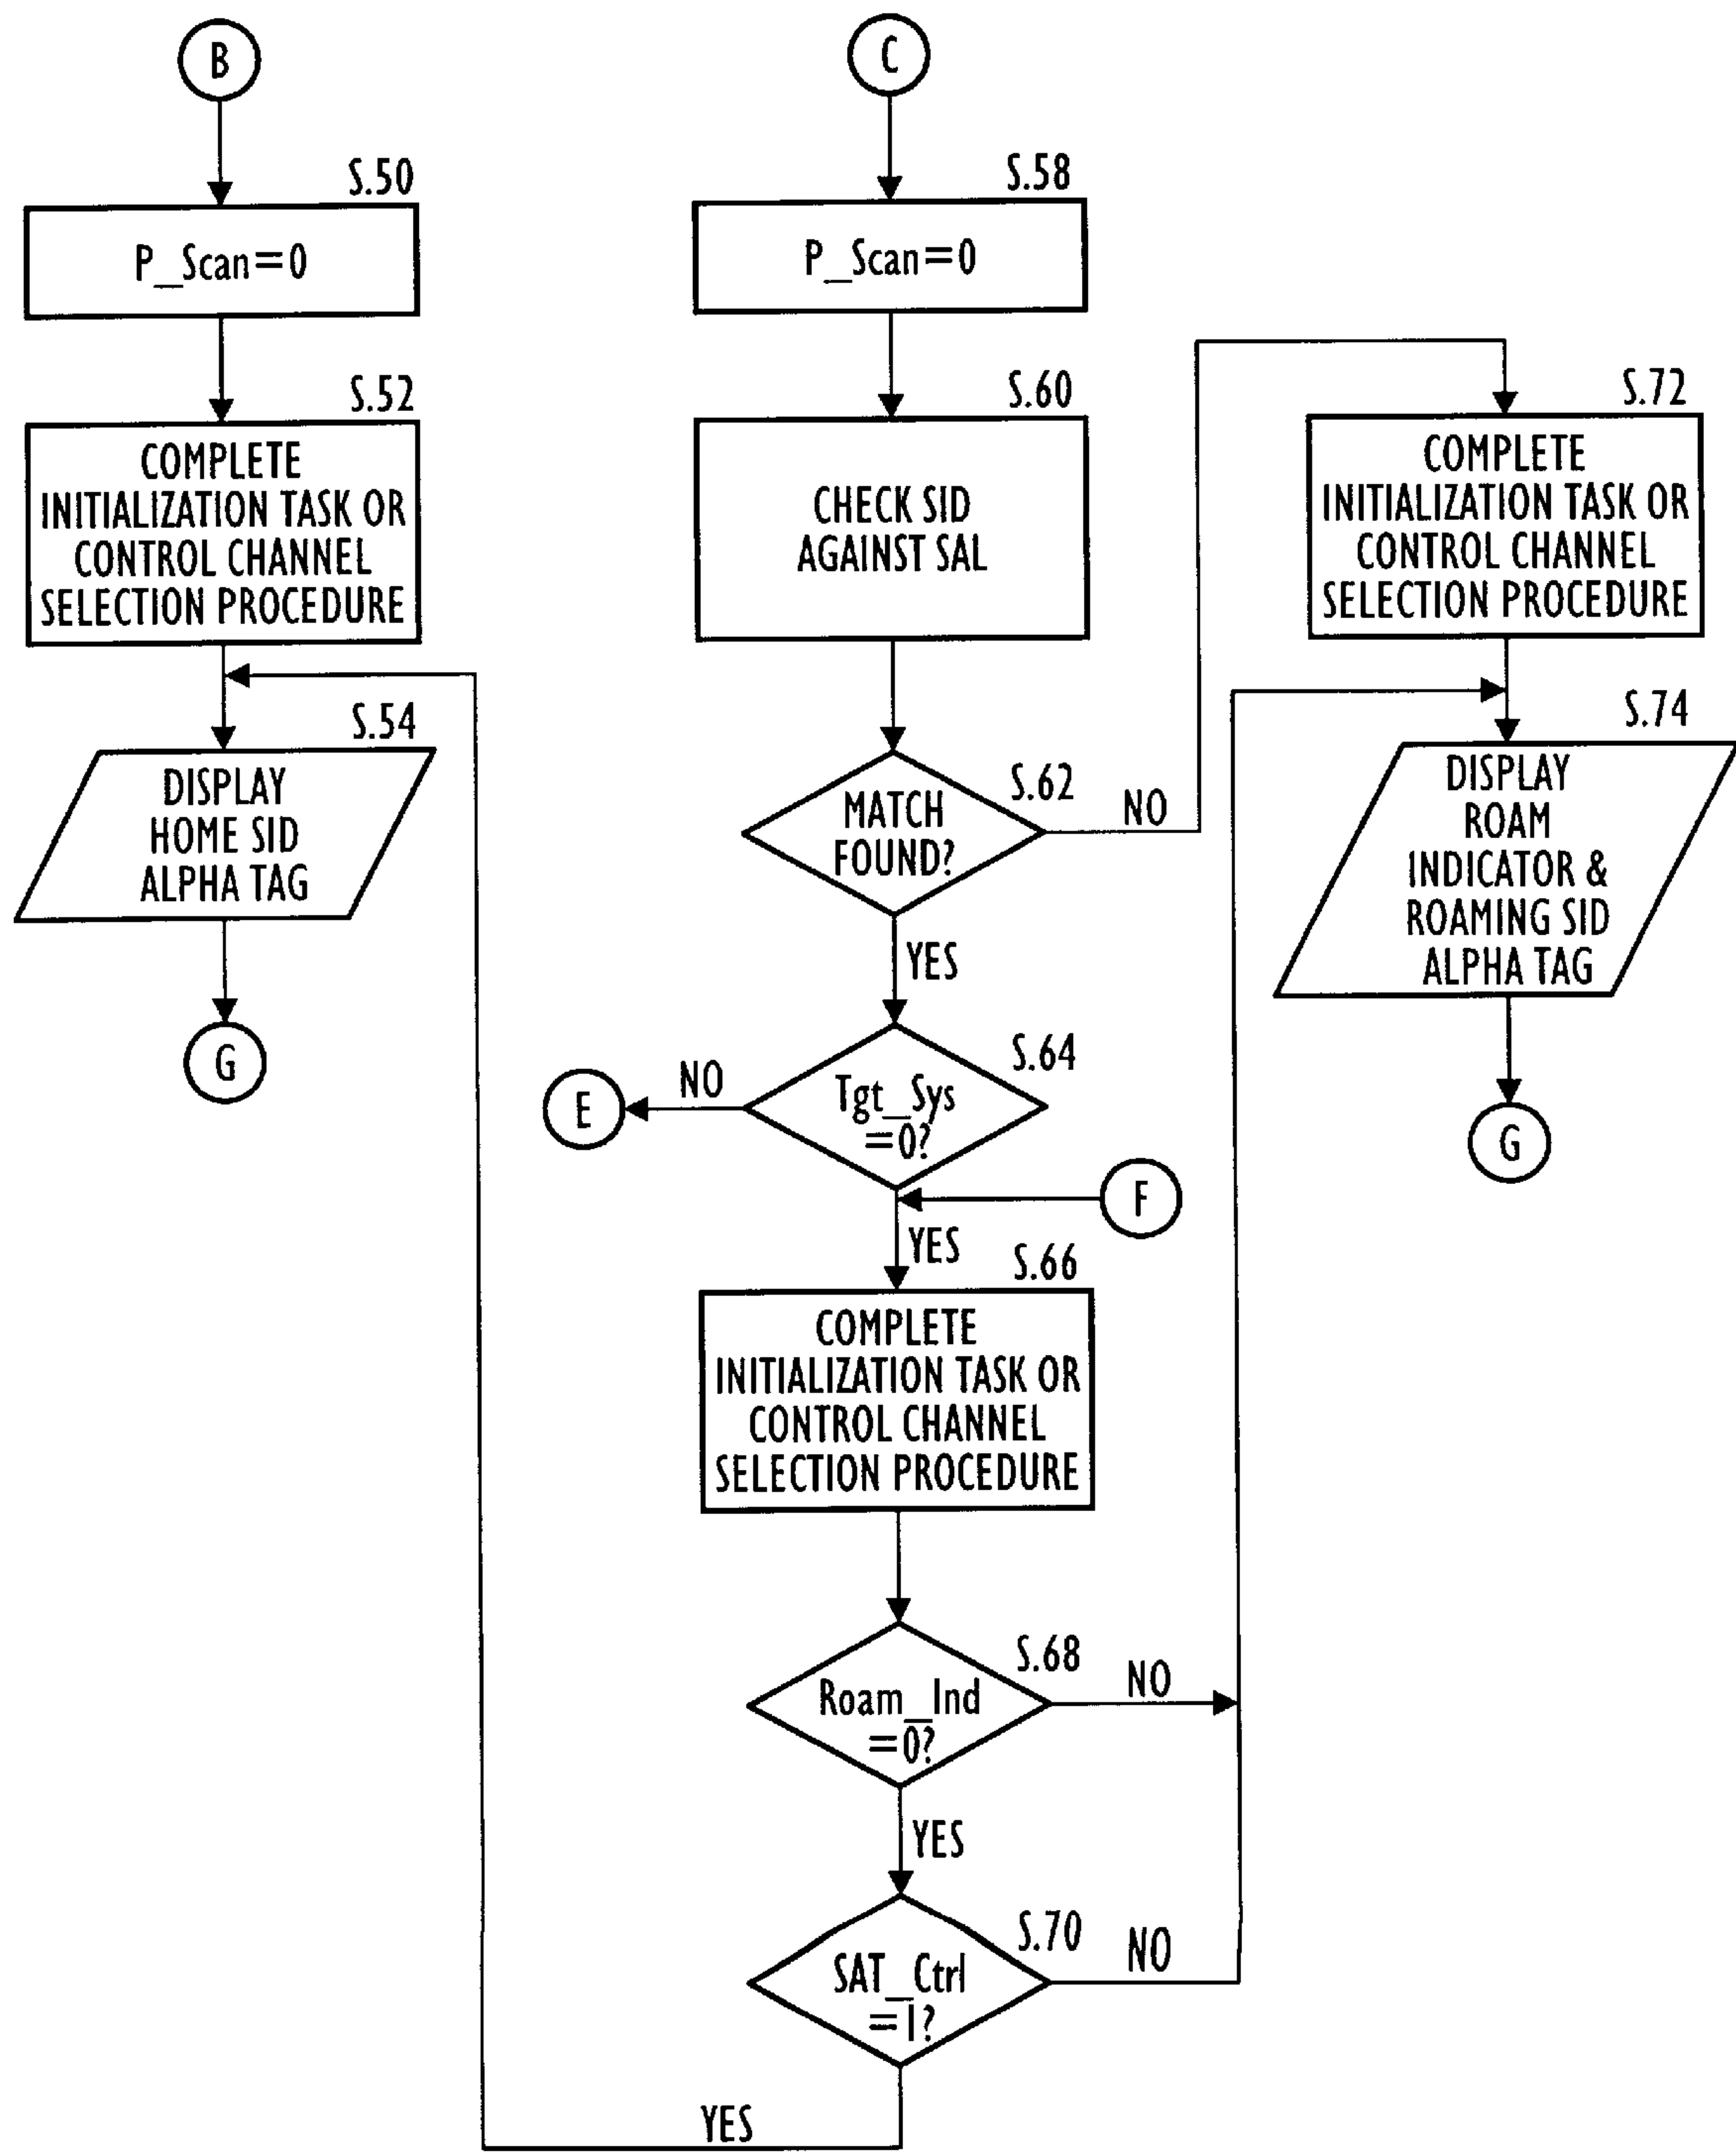 B
S.50
P_Scan=0
S.52
COMPLETE
INITIALIZATION TASK OR
CONTROL CHANNEL
SELECTION PROCEDURE
S.54
DISPLAY
HOME SID
ALPHA TAG
G
C
S.58
P_Scan=0
S.60
CHECK SID
AGAINST SAL
S.62
MATCH
FOUND?
NO
YES
S.64
Tgt_Sys
=0?
NO
E
F
YES
S.66
COMPLETE
INITIALIZATION TASK OR
CONTROL CHANNEL
SELECTION PROCEDURE
S.68
Roam_Ind
=0?
NO
YES
S.70
SAT_Ctrl
=1?
NO
YES
S.72
COMPLETE
INITIALIZATION TASK OR
CONTROL CHANNEL
SELECTION PROCEDURE
S.74
DISPLAY
ROAM
INDICATOR &
ROAMING SID
ALPHA TAG
G